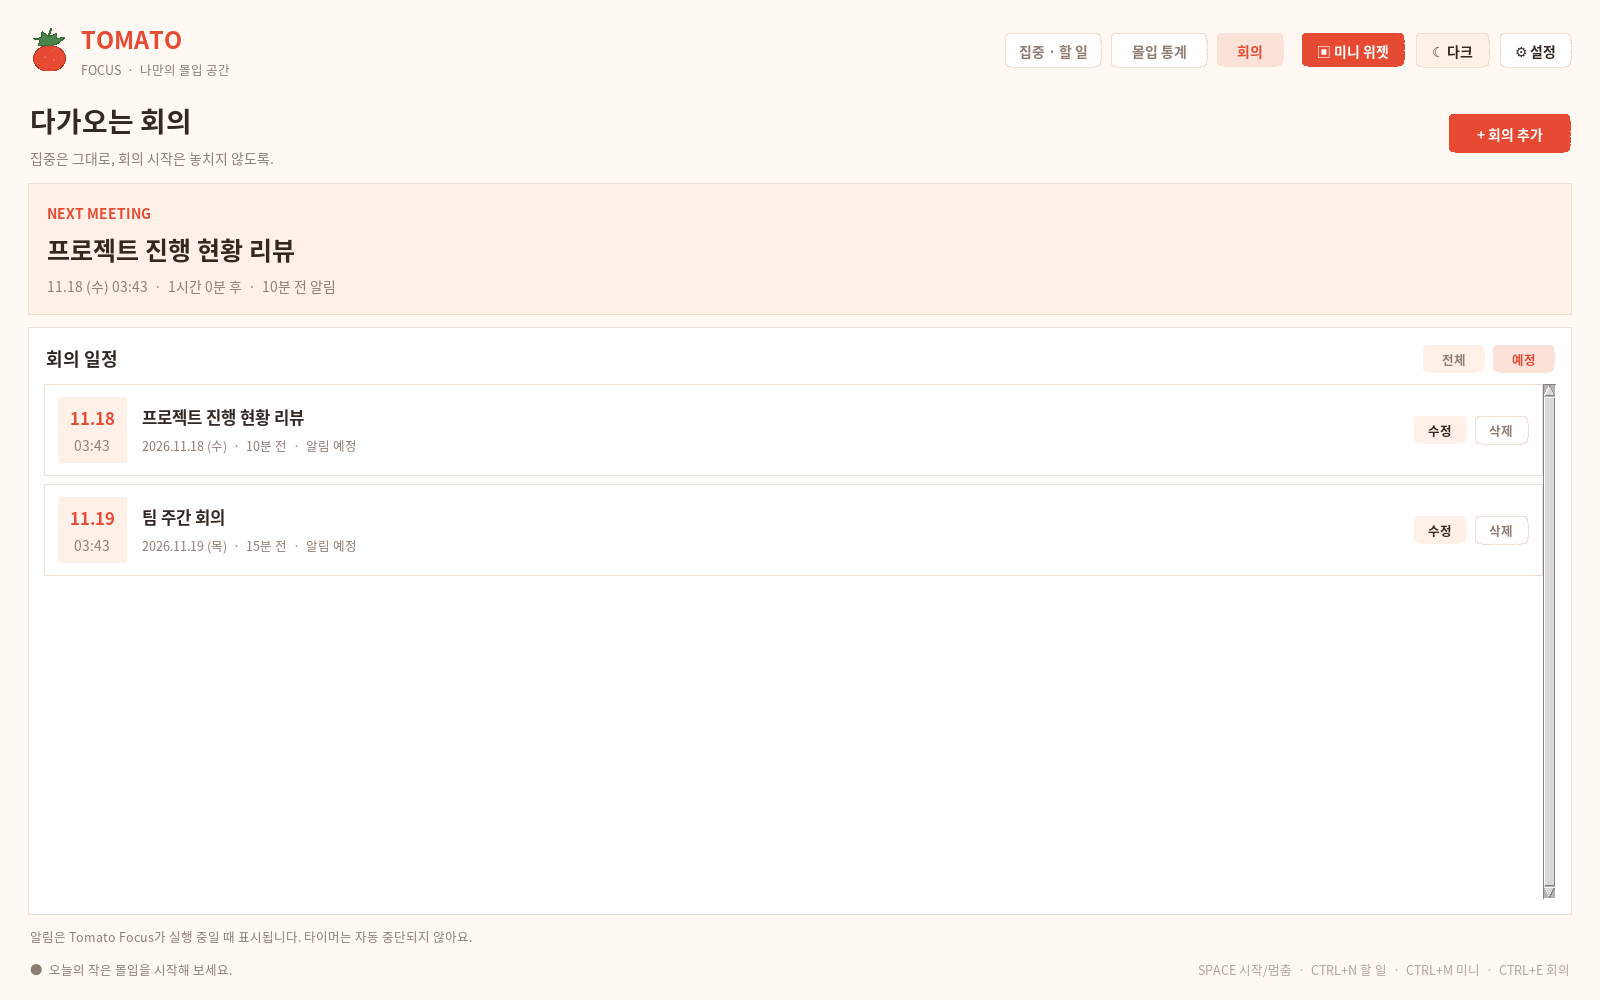 TOMATO
FOCUS · 나만의 몰입 공간
집중 · 할 일
몰입 통계
회의
▣ 미니 위젯
☾ 다크
⚙ 설정
다가오는 회의
집중은 그대로, 회의 시작은 놓치지 않도록.
+ 회의 추가
NEXT MEETING
프로젝트 진행 현황 리뷰
11.18 (수) 03:43 · 1시간 0분 후 · 10분 전 알림
회의 일정
전체
예정
11.18
03:43
프로젝트 진행 현황 리뷰
2026.11.18 (수) · 10분 전 · 알림 예정
수정
삭제
11.19
03:43
팀 주간 회의
2026.11.19 (목) · 15분 전 · 알림 예정
수정
삭제
알림은 Tomato Focus가 실행 중일 때 표시됩니다. 타이머는 자동 중단되지 않아요.
● 오늘의 작은 몰입을 시작해 보세요.
SPACE 시작/멈춤 · CTRL+N 할 일 · CTRL+M 미니 · CTRL+E 회의